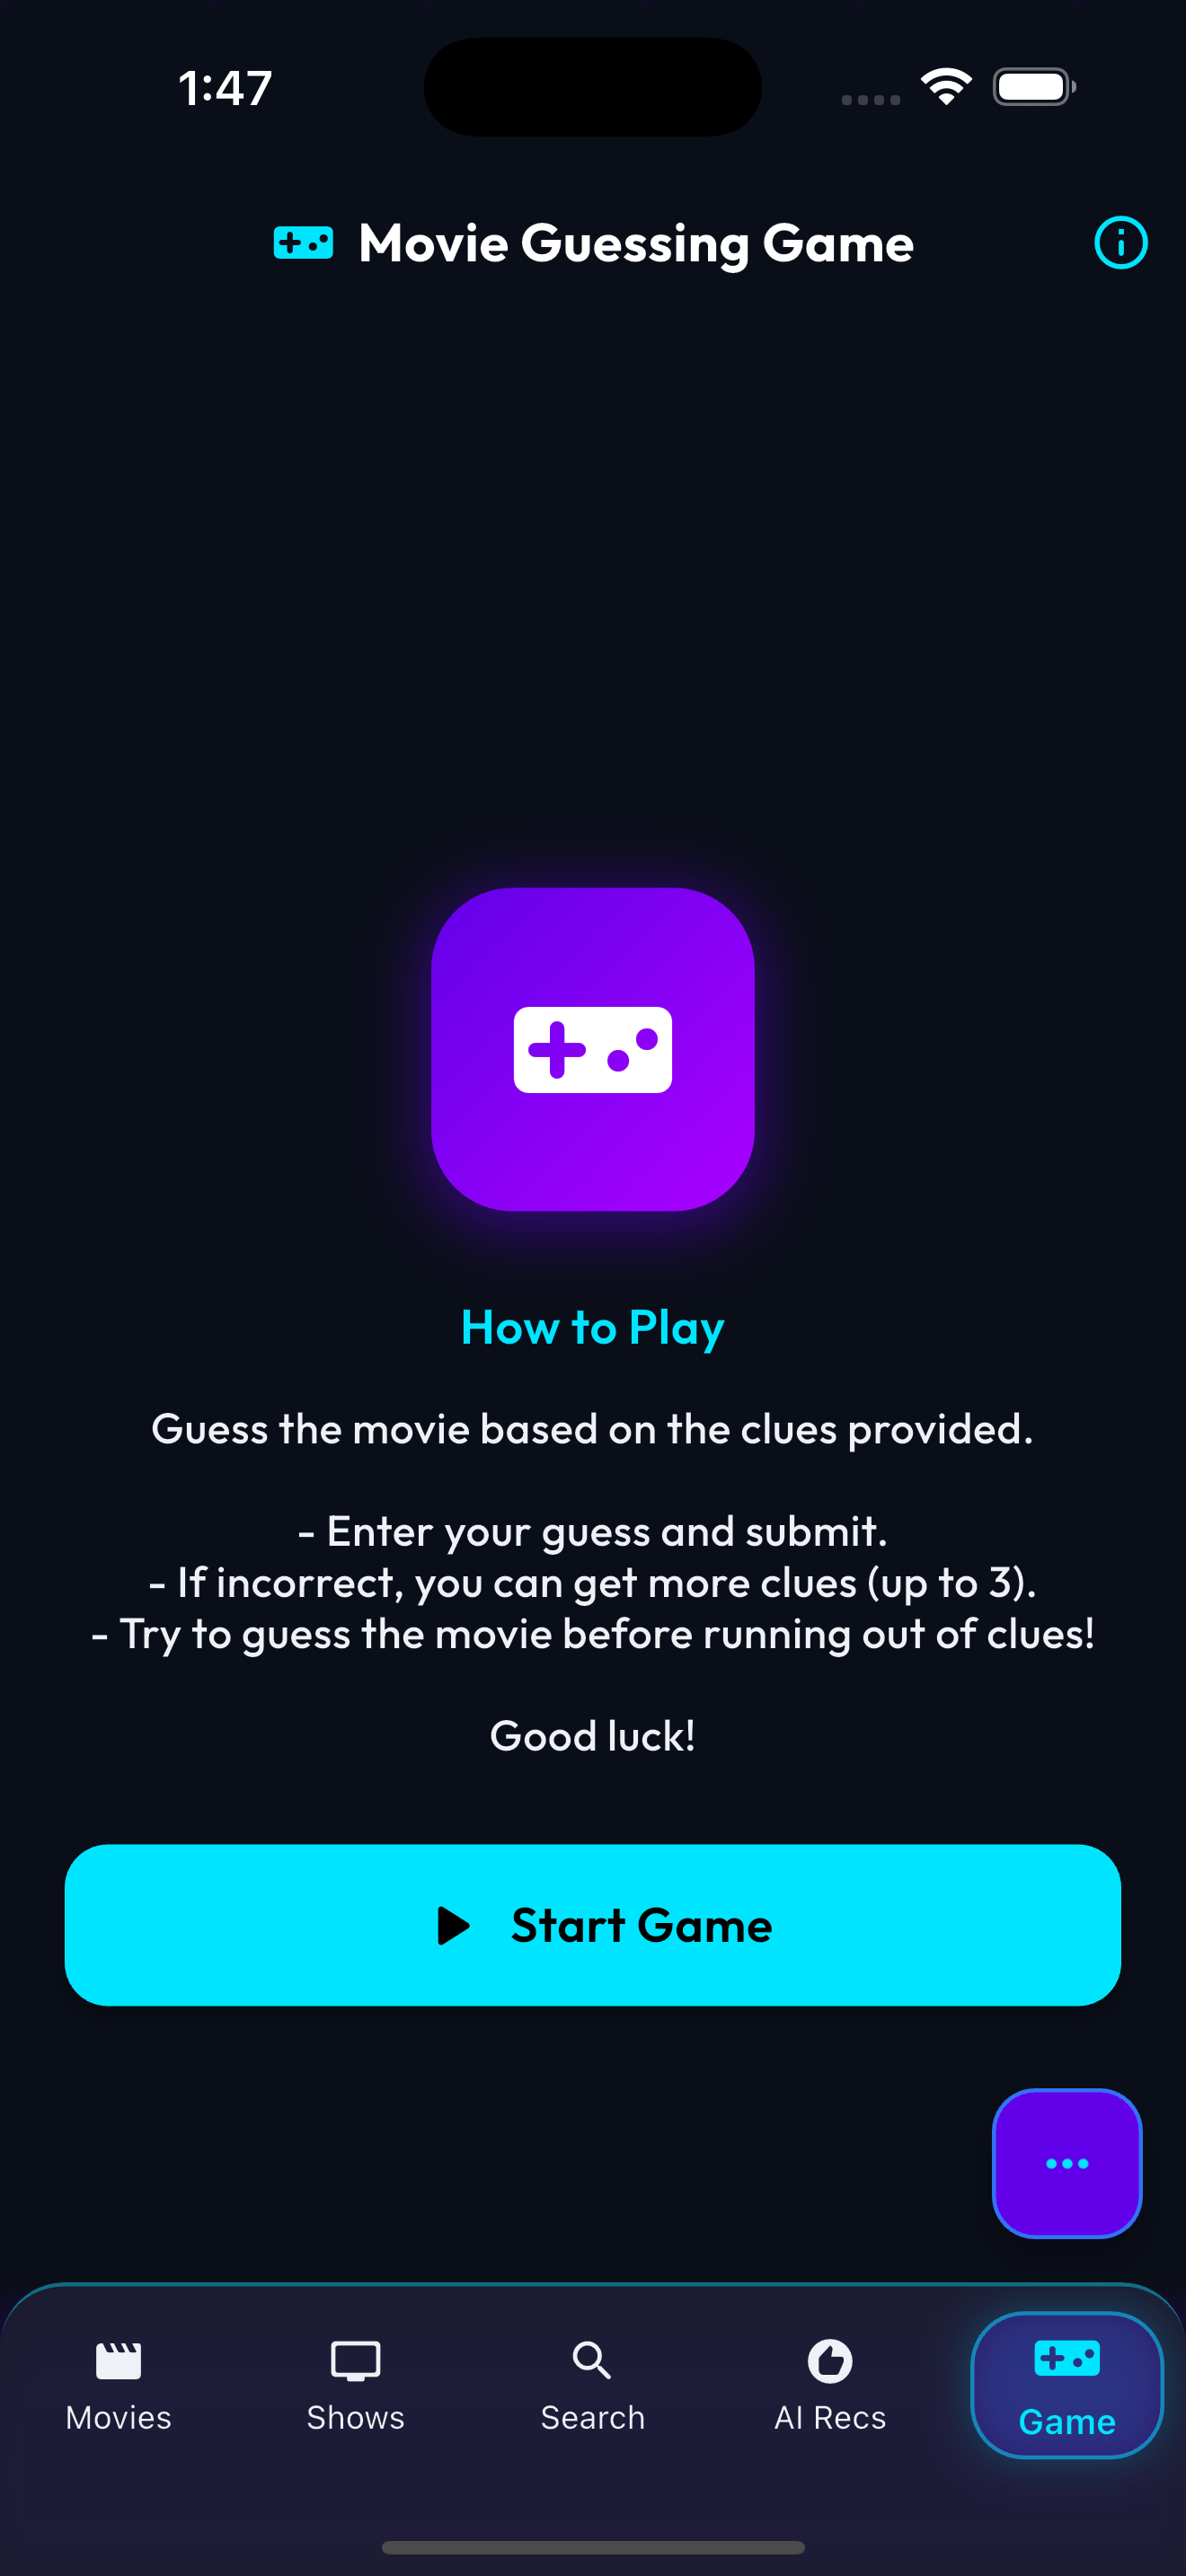 1:47
Movie Guessing Game
How to Play
Guess the movie based on the clues provided.
- Enter your guess and submit.
- If incorrect, you can get more clues (up to 3).
- Try to guess the movie before running out of clues!
Good luck!
Start Game
Movies
Shows
Search
AI Recs
Game